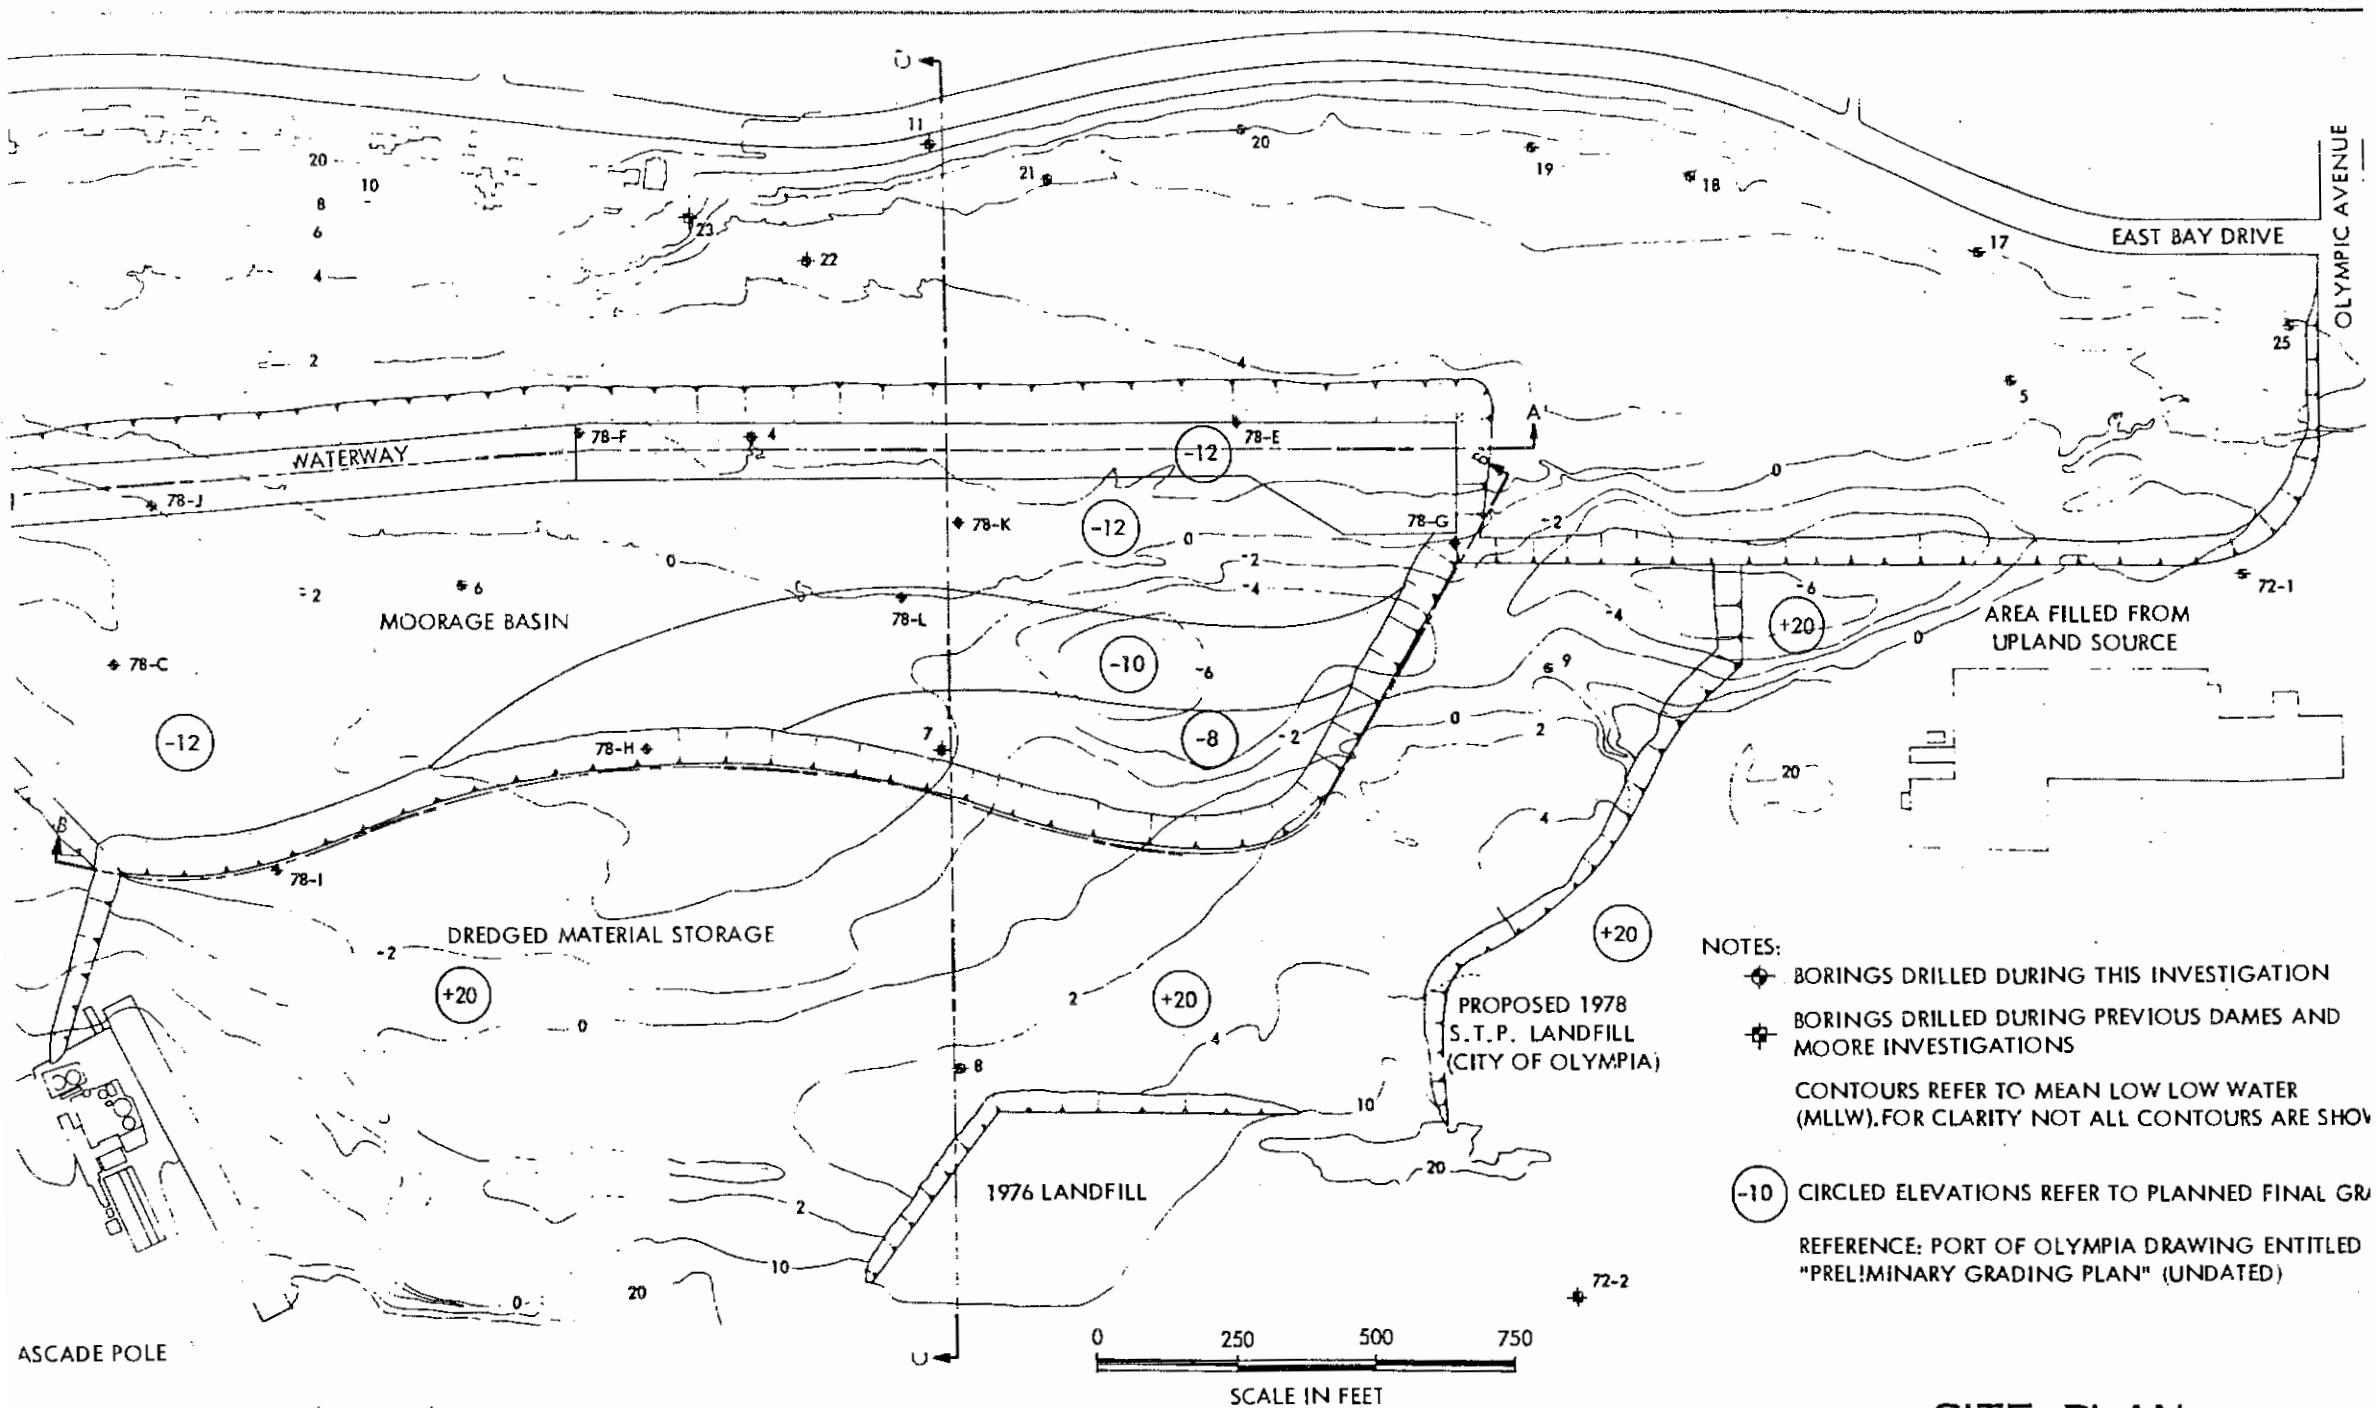 11
20
20
10
8
6
4
2
21
19
18
23
22
17
EAST BAY DRIVE
OLYMPIC AVENUE
25
5
4
A
78-F
4
78-E
-12
WATERWAY
78-J
78-K
-12
78-G
0
-2
0
0
-2
-4
6
MOORAGE BASIN
78-L
-10
-6
-6
-4
+20
0
72-1
AREA FILLED FROM
UPLAND SOURCE
9
78-C
-12
78-H
7
-8
-2
0
2
20
4
B
78-I
DREDGED MATERIAL STORAGE
-2
+20
0
2
+20
4
+20
PROPOSED 1978
S.T.P. LANDFILL
(CITY OF OLYMPIA)
8
10
20
1976 LANDFILL
2
10
20
0
72-2
ASCADE POLE
NOTES:
BORINGS DRILLED DURING THIS INVESTIGATION
BORINGS DRILLED DURING PREVIOUS DAMES AND
MOORE INVESTIGATIONS
CONTOURS REFER TO MEAN LOW LOW WATER
(MLLW). FOR CLARITY NOT ALL CONTOURS ARE SHOW
-10 CIRCLED ELEVATIONS REFER TO PLANNED FINAL GRA
REFERENCE: PORT OF OLYMPIA DRAWING ENTITLED
"PRELIMINARY GRADING PLAN" (UNDATED)
0 250 500 750
SCALE IN FEET
SITE PLAN